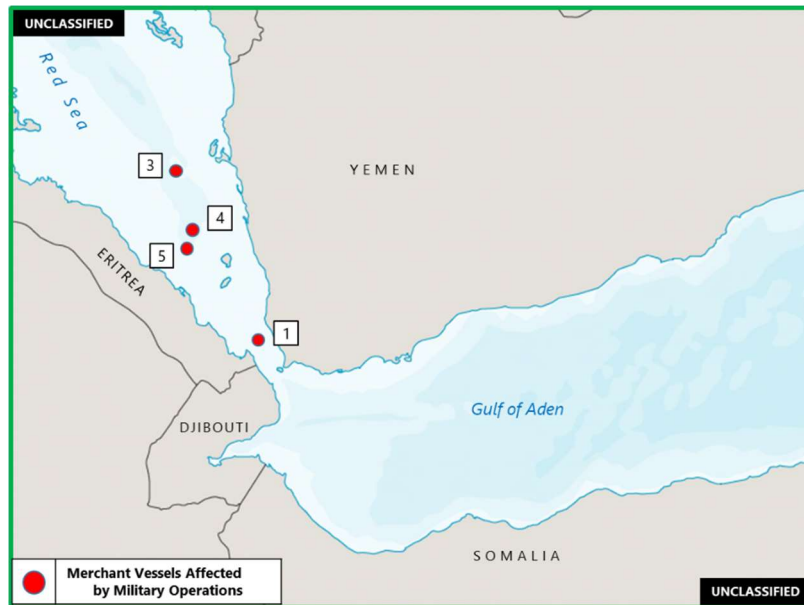 UNCLASSIFIED
Red Sea
3
YEMEN
4
5
ERITREA
1
Gulf of Aden
DJIBOUTI
SOMALIA
Merchant Vessels Affected
by Military Operations
UNCLASSIFIED